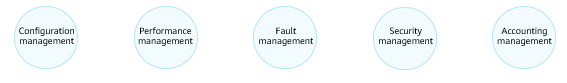 Configuration
management
Performance
management
Fault
management
Security
management
Accounting
management